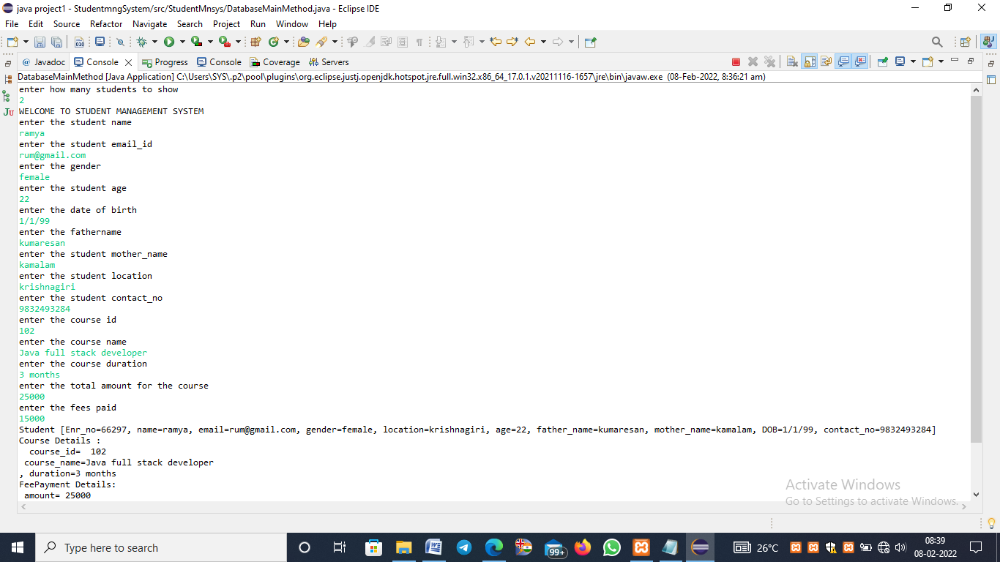 java project1 - StudentmngSystem/src/StudentMnsys/DatabaseMainMethod.java - Eclipse IDE
File Edit Source Refactor Navigate Search Project Run Window Help
@ Javadoc Console Progress Console Coverage Servers
DatabaseMainMethod [Java Application] C:\Users\SYS\.p2\pool\plugins\org.eclipse.justj.openjdk.hotspot.jre.full.win32.x86_64_17.0.1.v20211116-1657\jre\bin\javaw.exe (08-Feb-2022, 8:36:21 am)
enter how many students to show
2
WELCOME TO STUDENT MANAGEMENT SYSTEM
enter the student name
ramya
enter the student email_id
rum@gmail.com
enter the gender
female
enter the student age
22
enter the date of birth
1/1/99
enter the fathername
kumaresan
enter the student mother_name
kamalam
enter the student location
krishnagiri
enter the student contact_no
9832493284
enter the course id
102
enter the course name
Java full stack developer
enter the course duration
3 months
enter the total amount for the course
25000
enter the fees paid
15000
Student [Enr_no=66297, name=ramya, email=rum@gmail.com, gender=female, location=krishnagiri, age=22, father_name=kumaresan, mother_name=kamalam, DOB=1/1/99, contact_no=9832493284]
Course Details :
course_id= 102
course_name=Java full stack developer
, duration=3 months
FeePayment Details:
amount= 25000
Activate Windows
Go to Settings to activate Windows.
Type here to search
99+
26°C
08:39
08-02-2022